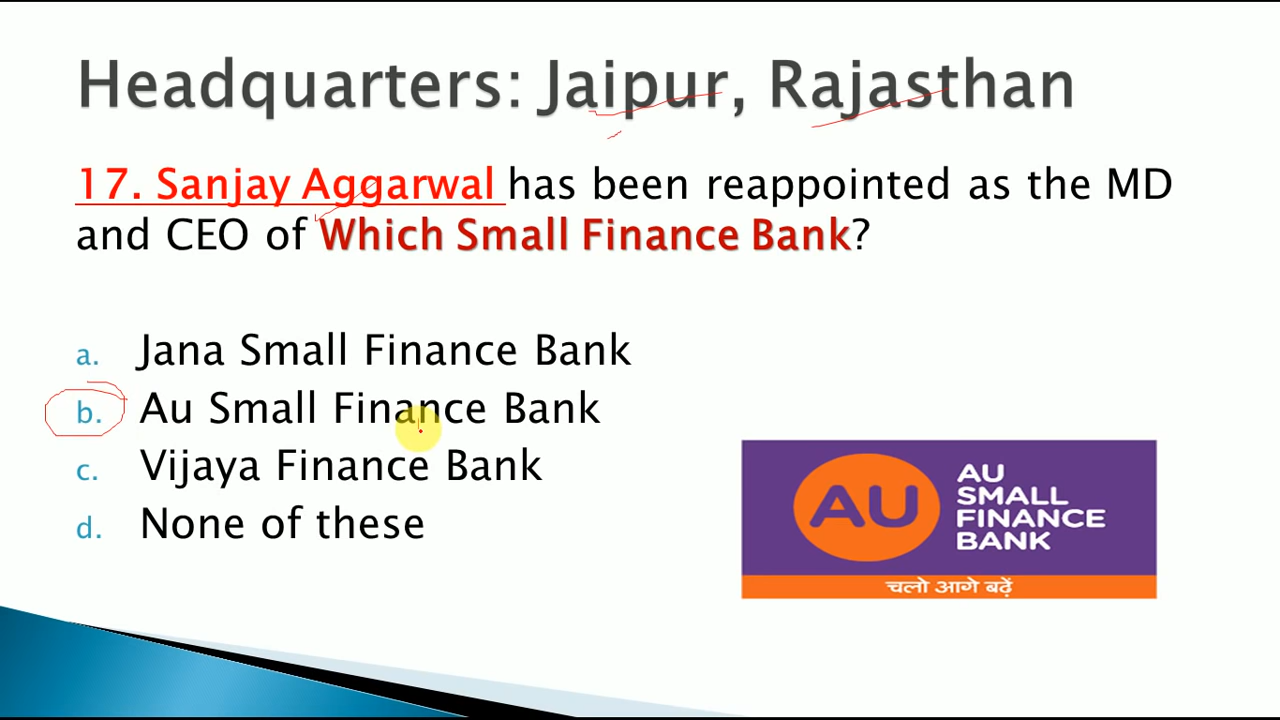 Headquarters: Jaipur, Rajasthan
17. Sanjay Aggarwal has been reappointed as the MD
and CEO of Which Small Finance Bank?
a. Jana Small Finance Bank
b. Au Small Finance Bank
c. Vijaya Finance Bank
d. None of these
AU
AU
SMALL
FINANCE
BANK
चलो आगे बढ़ें